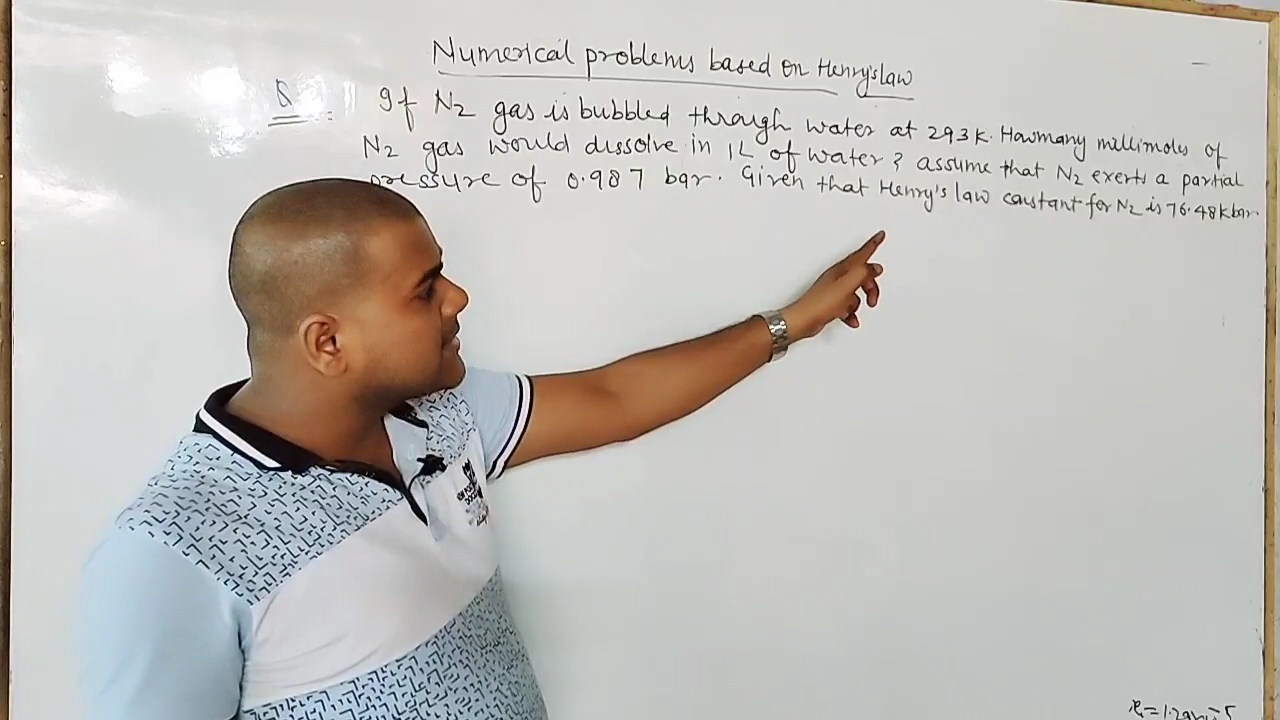 Numerical problems based on Henry's law
Q If N2 gas is bubbled through water at 293K. How many millimoles of
N2 gas would dissolve in 1L of water? assume that N2 exerts a partial
pressure of 0.987 bar. Given that Henry's law constant for N2 is 76.48 Kbar.